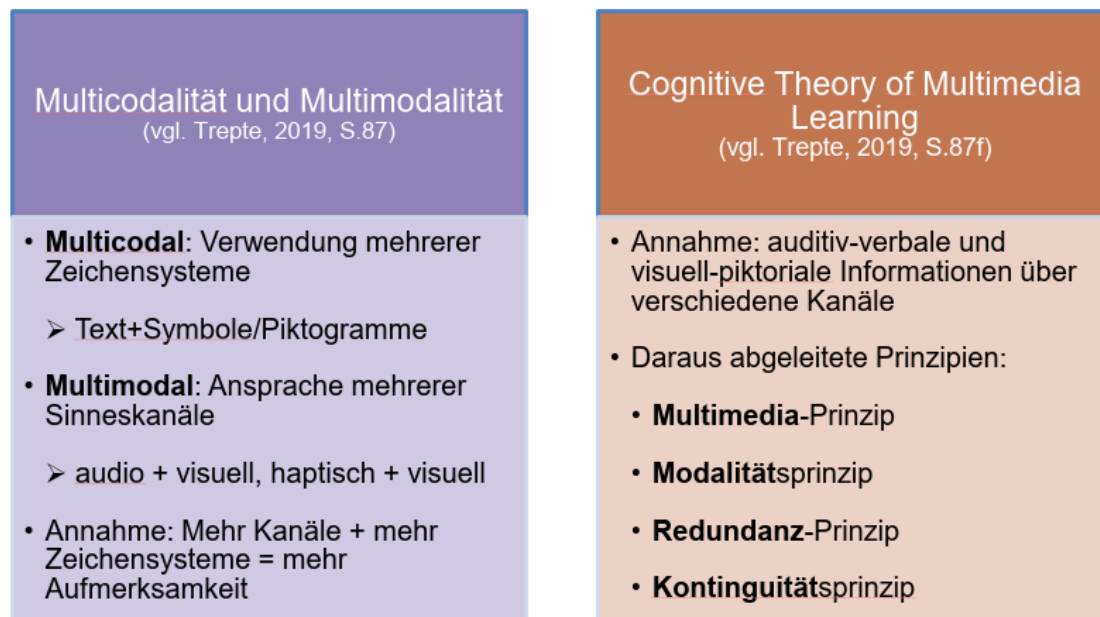 Multicodalität und Multimodalität
(vgl. Trepte, 2019, S.87)
• Multicodal: Verwendung mehrerer
Zeichensysteme
➢ Text+Symbole/Piktogramme
• Multimodal: Ansprache mehrerer
Sinneskanäle
➢ audio + visuell, haptisch + visuell
• Annahme: Mehr Kanäle + mehr
Zeichensysteme = mehr
Aufmerksamkeit
Cognitive Theory of Multimedia
Learning
(vgl. Trepte, 2019, S.87f)
• Annahme: auditiv-verbale und
visuell-piktoriale Informationen über
verschiedene Kanäle
• Daraus abgeleitete Prinzipien:
• Multimedia-Prinzip
• Modalitätsprinzip
• Redundanz-Prinzip
• Kontinguitätsprinzip